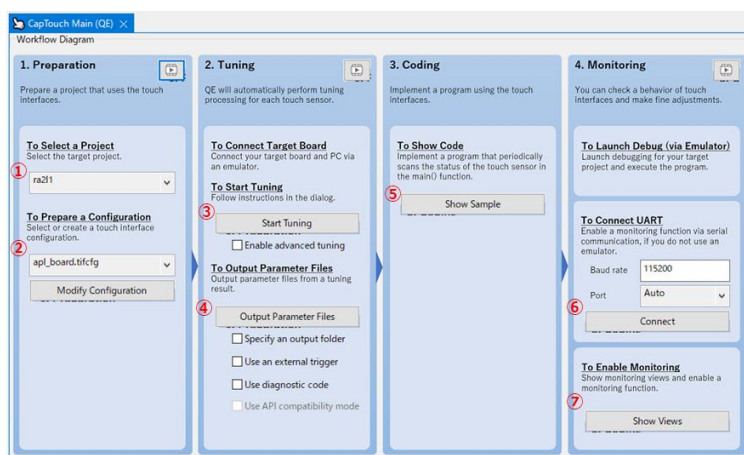 CapTouch Main (QE)
Workflow Diagram
1. Preparation
Prepare a project that uses the touch
interfaces.
To Select a Project
Select the target project.
①
ra2l1
To Prepare a Configuration
Select or create a touch interface
configuration.
②
apl_board.tifcfg
Modify Configuration
2. Tuning
QE will automatically perform tuning
processing for each touch sensor.
To Connect Target Board
Connect your target board and PC via
an emulator.
To Start Tuning
Follow instructions in the dialog.
③
Start Tuning
Enable advanced tuning
To Output Parameter Files
Output parameter files from a tuning
result.
④
Output Parameter Files
Specify an output folder
Use an external trigger
Use diagnostic code
Use API compatibility mode
3. Coding
Implement a program using the touch
interfaces.
To Show Code
Implement a program that periodically
scans the status of the touch sensor in
the main() function.
⑤
Show Sample
4. Monitoring
You can check a behavior of touch
interfaces and make fine adjustments.
To Launch Debug (via Emulator)
Launch debugging for your target
project and execute the program.
To Connect UART
Enable a monitoring function via serial
communication, if you do not use an
emulator.
Baud rate 115200
Port Auto
⑥
Connect
To Enable Monitoring
Show monitoring views and enable a
monitoring function.
⑦
Show Views